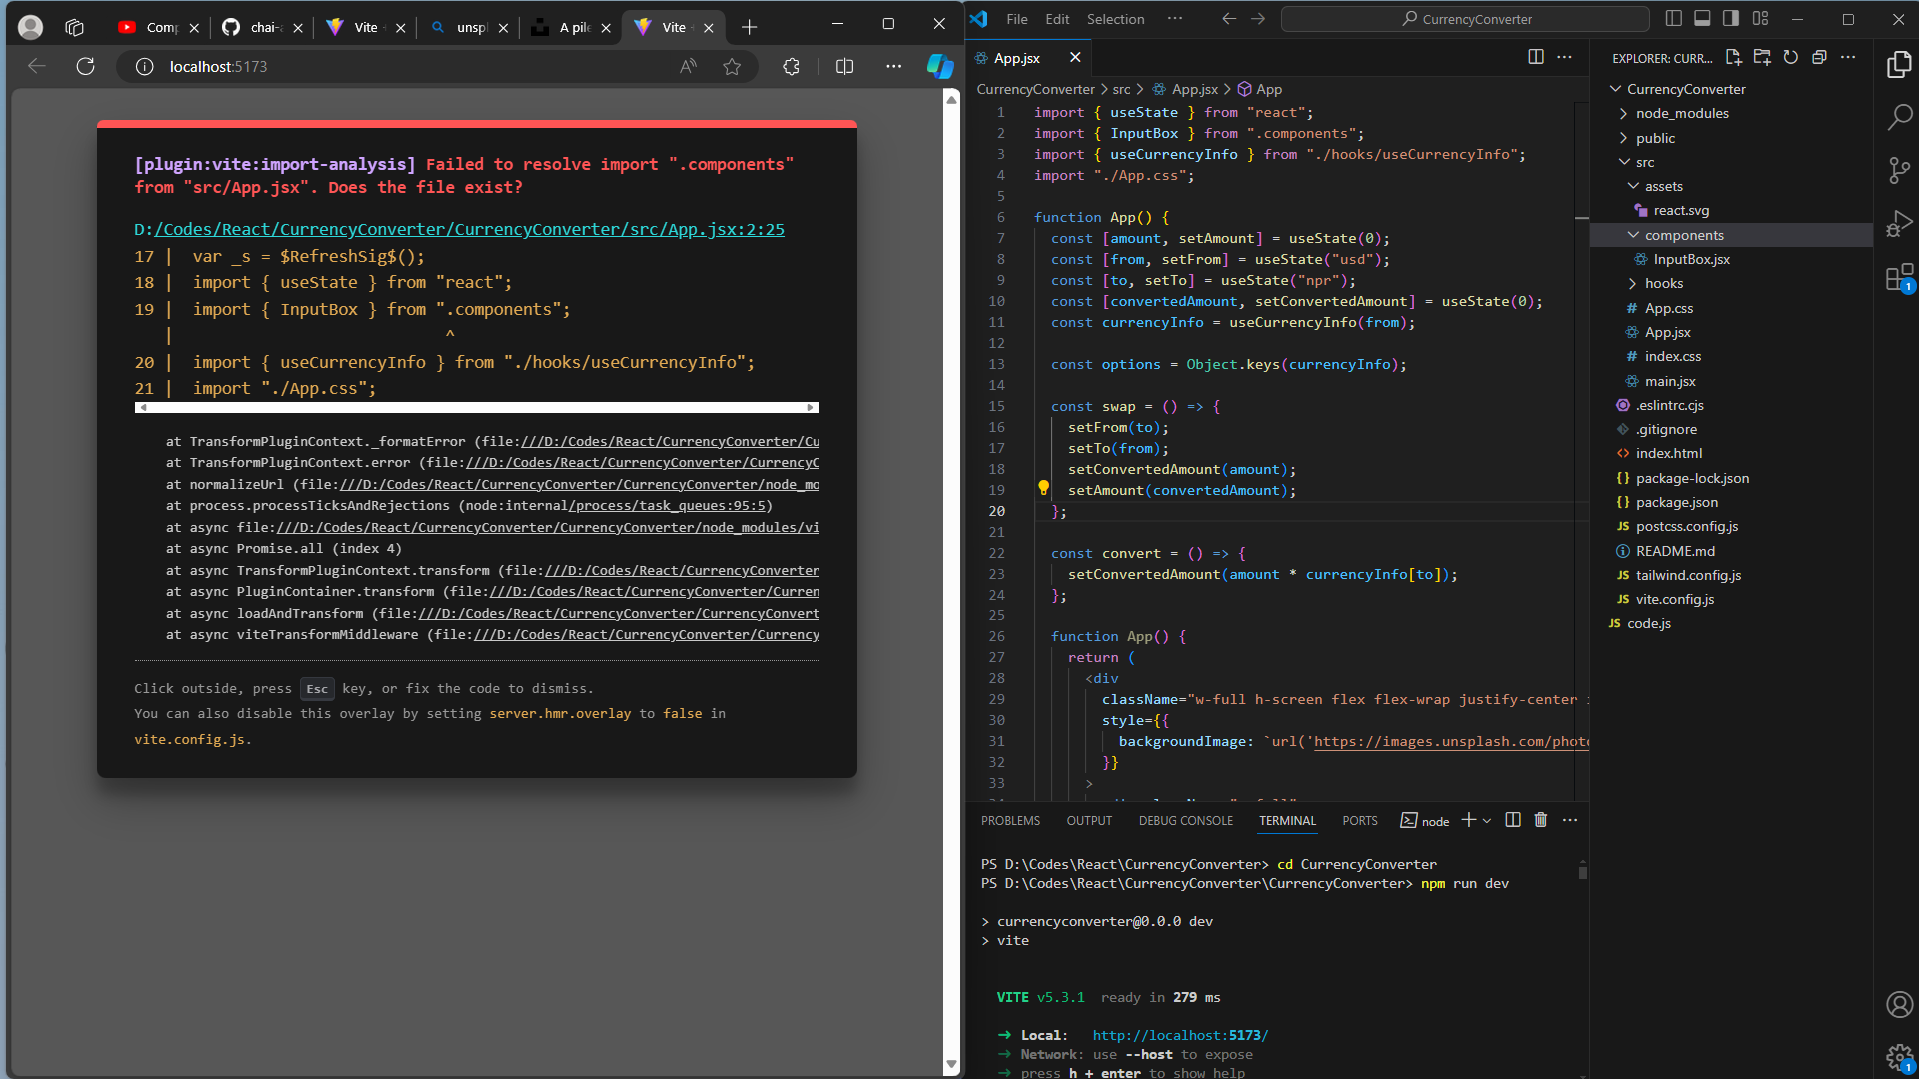 Comp
chai-a
Vite
unspl
A pile
Vite
localhost:5173
[plugin:vite:import-analysis] Failed to resolve import ".components"
from "src/App.jsx". Does the file exist?
D:/Codes/React/CurrencyConverter/CurrencyConverter/src/App.jsx:2:25
17 |  var _s = $RefreshSig$();
18 |  import { useState } from "react";
19 |  import { InputBox } from ".components";
|                            ^
20 |  import { useCurrencyInfo } from "./hooks/useCurrencyInfo";
21 |  import "./App.css";
at TransformPluginContext._formatError (file:///D:/Codes/React/CurrencyConverter/Cu
at TransformPluginContext.error (file:///D:/Codes/React/CurrencyConverter/CurrencyC
at normalizeUrl (file:///D:/Codes/React/CurrencyConverter/CurrencyConverter/node_mo
at process.processTicksAndRejections (node:internal/process/task_queues:95:5)
at async file:///D:/Codes/React/CurrencyConverter/CurrencyConverter/node_modules/vi
at async Promise.all (index 4)
at async TransformPluginContext.transform (file:///D:/Codes/React/CurrencyConverter
at async PluginContainer.transform (file:///D:/Codes/React/CurrencyConverter/Curren
at async loadAndTransform (file:///D:/Codes/React/CurrencyConverter/CurrencyConvert
at async viteTransformMiddleware (file:///D:/Codes/React/CurrencyConverter/Currency
Click outside, press Esc key, or fix the code to dismiss.
You can also disable this overlay by setting server.hmr.overlay to false in
vite.config.js.
File Edit Selection ··· CurrencyConverter
App.jsx
CurrencyConverter > src > App.jsx > App
1 import { useState } from "react";
2 import { InputBox } from ".components";
3 import { useCurrencyInfo } from "./hooks/useCurrencyInfo";
4 import "./App.css";
5
6 function App() {
7 const [amount, setAmount] = useState(0);
8 const [from, setFrom] = useState("usd");
9 const [to, setTo] = useState("npr");
10 const [convertedAmount, setConvertedAmount] = useState(0);
11 const currencyInfo = useCurrencyInfo(from);
12
13 const options = Object.keys(currencyInfo);
14
15 const swap = () => {
16 setFrom(to);
17 setTo(from);
18 setConvertedAmount(amount);
19 setAmount(convertedAmount);
20 };
21
22 const convert = () => {
23 setConvertedAmount(amount * currencyInfo[to]);
24 };
25
26 function App() {
27 return (
28 <div
29 className="w-full h-screen flex flex-wrap justify-center
30 style={{
31 backgroundImage: `url('https://images.unsplash.com/photo
32 }}
33 >
PROBLEMS OUTPUT DEBUG CONSOLE TERMINAL PORTS node
PS D:\Codes\React\CurrencyConverter> cd CurrencyConverter
PS D:\Codes\React\CurrencyConverter\CurrencyConverter> npm run dev
> currencyconverter@0.0.0 dev
> vite
VITE v5.3.1  ready in 279 ms
➜ Local: http://localhost:5173/
➜ Network: use --host to expose
➜ press h + enter to show help
EXPLORER: CURR...
CurrencyConverter
node_modules
public
src
assets
react.svg
components
InputBox.jsx
hooks
App.css
App.jsx
index.css
main.jsx
.eslintrc.cjs
.gitignore
index.html
package-lock.json
package.json
postcss.config.js
README.md
tailwind.config.js
vite.config.js
code.js
1
1